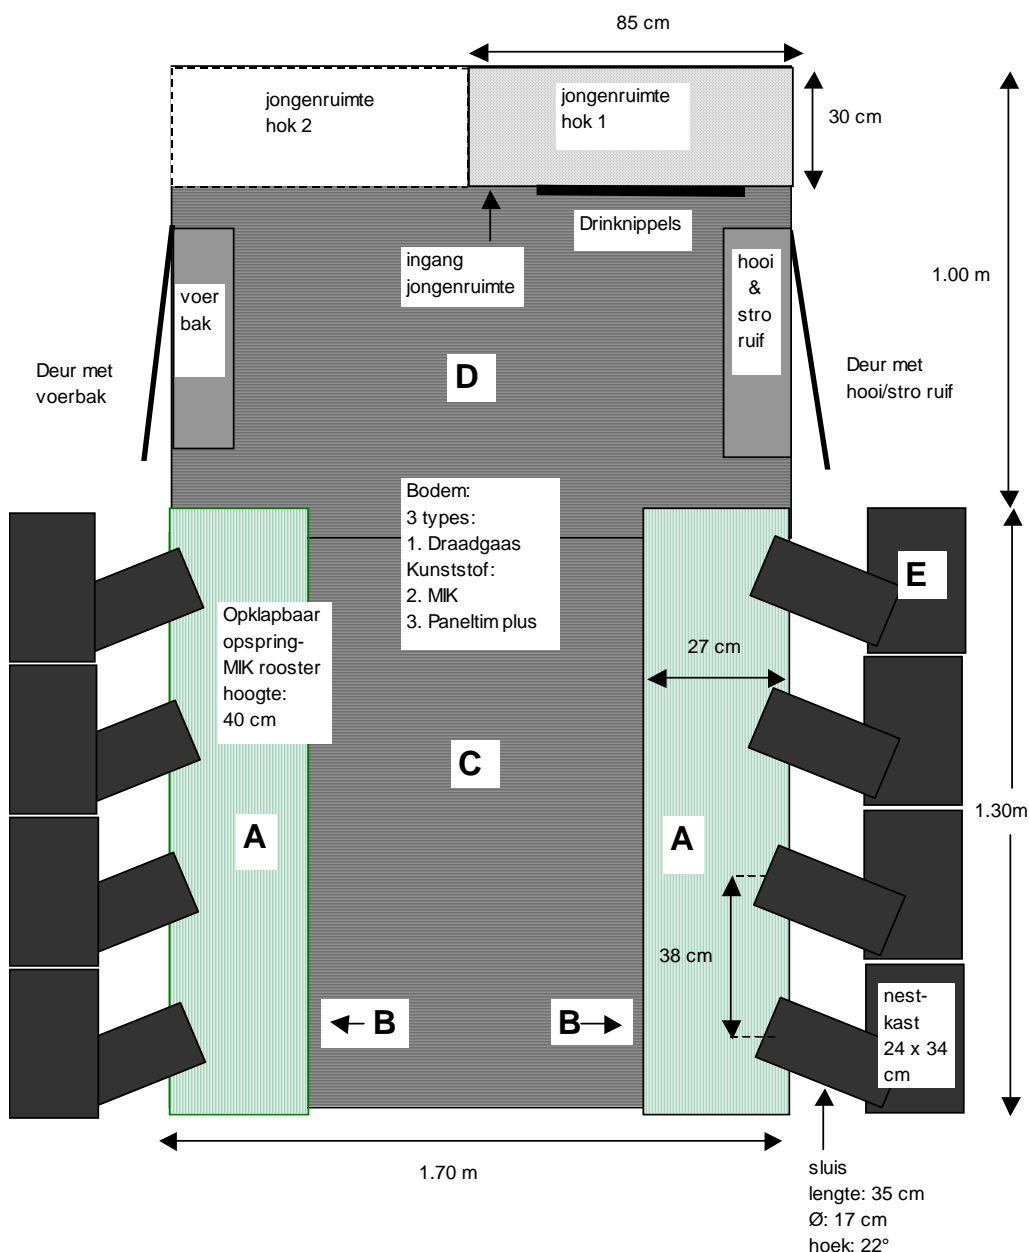 85 cm
jongenruimte
hok 2
jongenruimte
hok 1
30 cm
Drinknippels
ingang
jongenruimte
hooi
&
stro
ruif
1.00 m
voer
bak
Deur met
voerbak
D
Deur met
hooi/stro ruif
Bodem:
3 types:
1. Draadgaas
Kunststof:
2. MIK
3. Paneltim plus
E
Opklapbaar
opspring-
MIK rooster
hoogte:
40 cm
27 cm
C
1.30m
A
A
38 cm
B
B
nest-
kast
24 x 34
cm
1.70 m
sluis
lengte: 35 cm
Ø: 17 cm
hoek: 22°